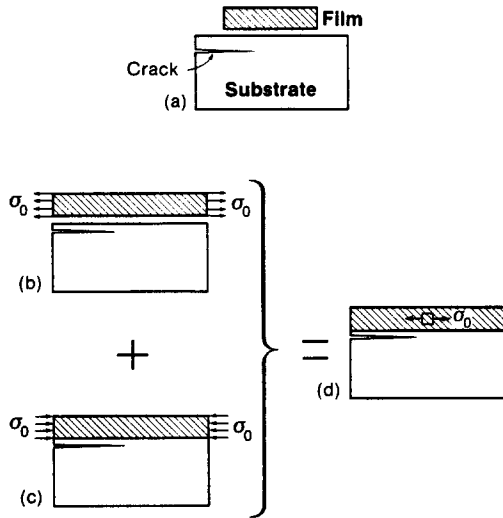 Film
Crack
Substrate
(a)
σ₀ σ₀
(b)
+
=
σ₀
(d)
σ₀ σ₀
(c)